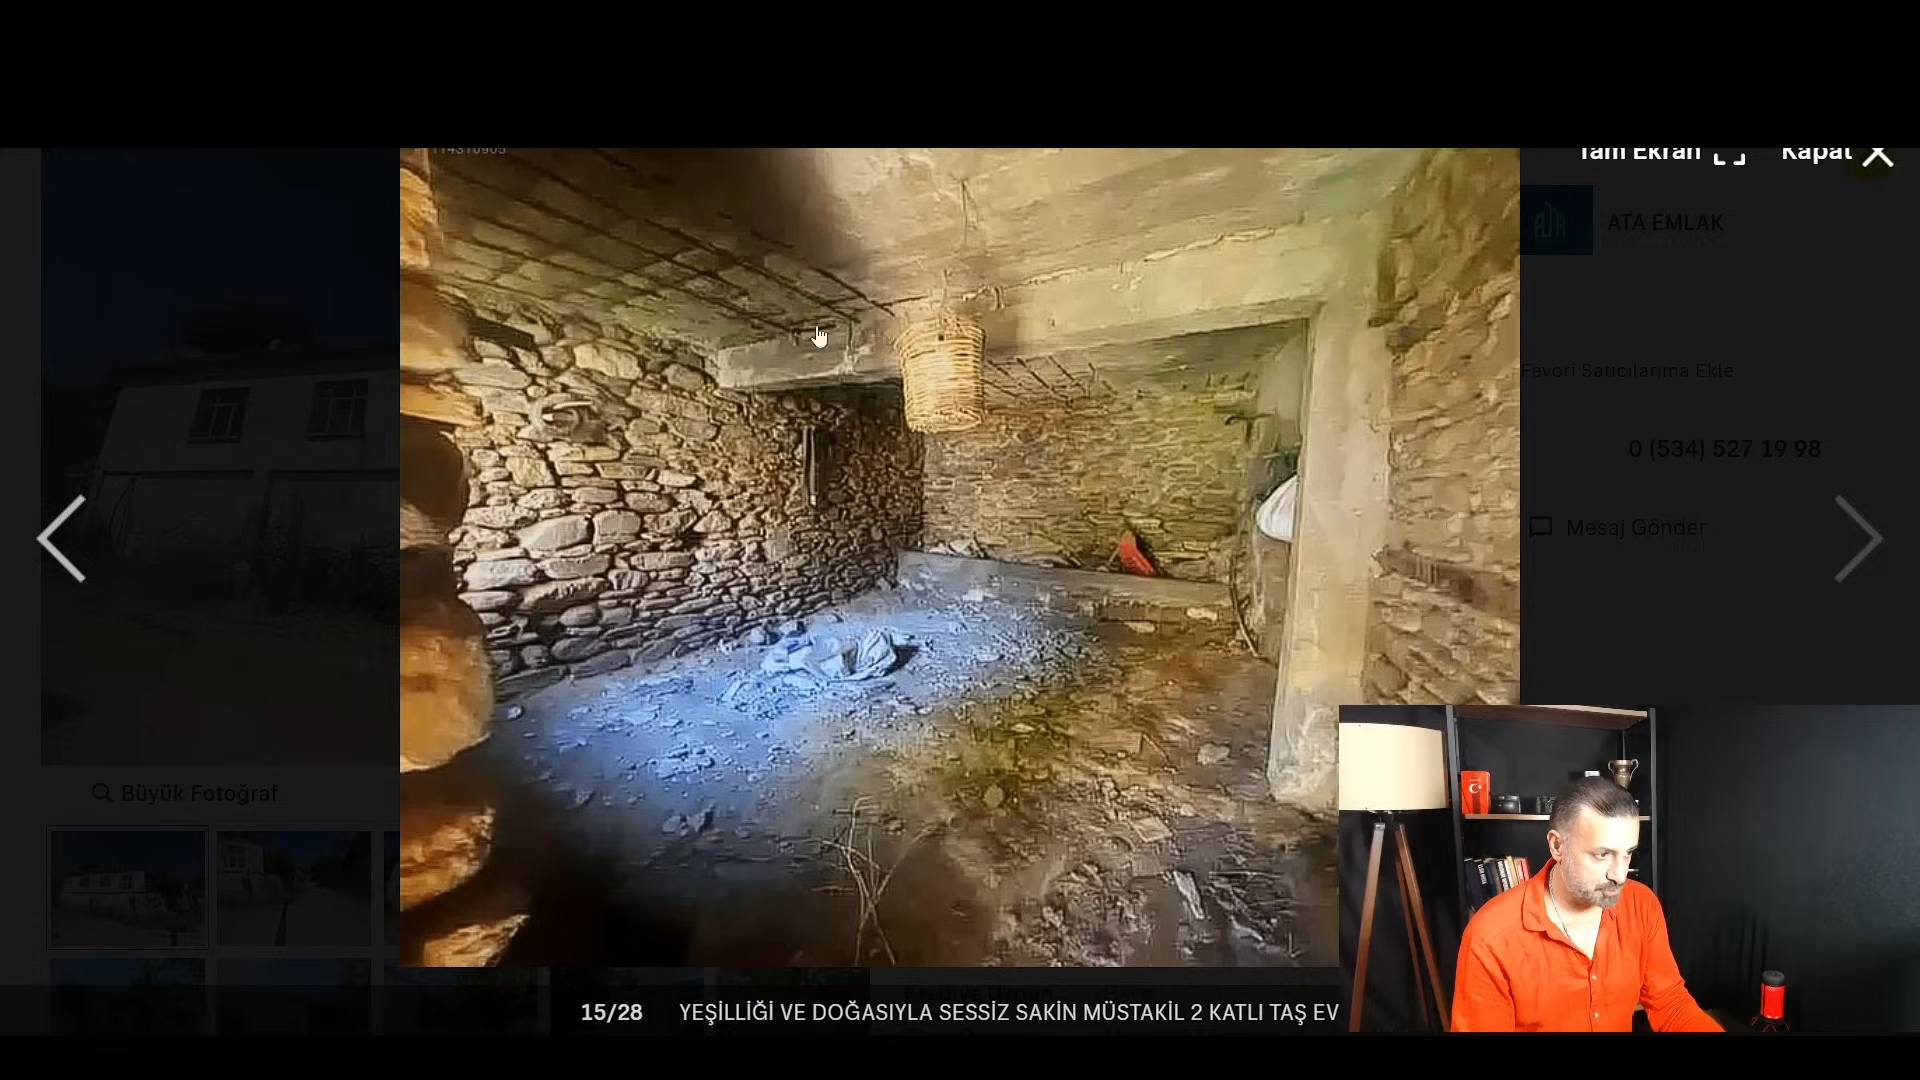 Tam Ekran
Kapat
ATA EMLAK
Favori Satıcılarıma Ekle
0 (534) 527 19 98
Mesaj Gönder
Büyük Fotoğraf
15/28
YEŞİLLİĞİ VE DOĞASIYLA SESSİZ SAKİN MÜSTAKİL 2 KATLI TAŞ EV